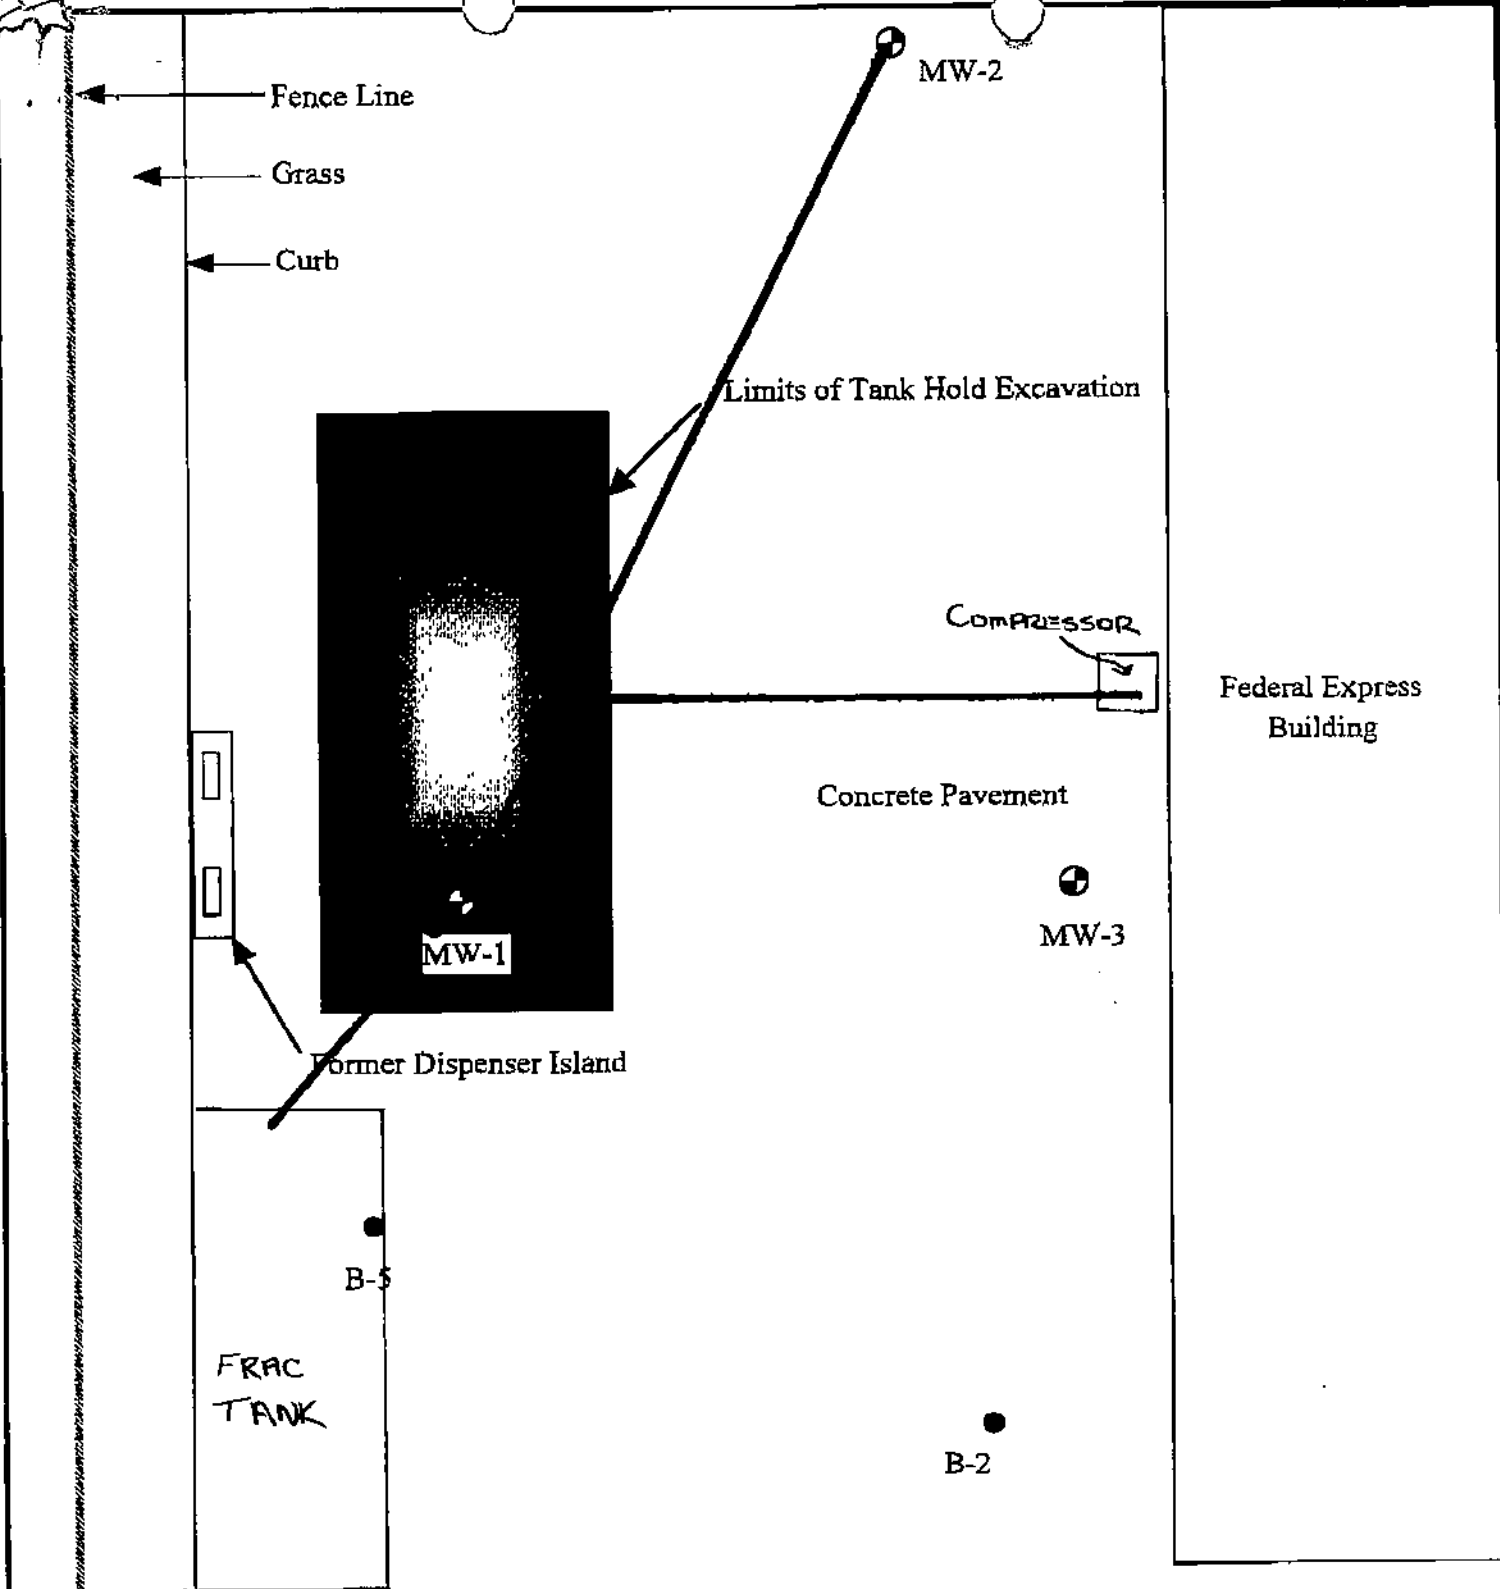 MW-2
Fence Line
Grass
Curb
Limits of Tank Hold Excavation
COMPRESSOR
Federal Express
Building
Concrete Pavement
MW-3
MW-1
Former Dispenser Island
B-5
FRAC
TANK
B-2